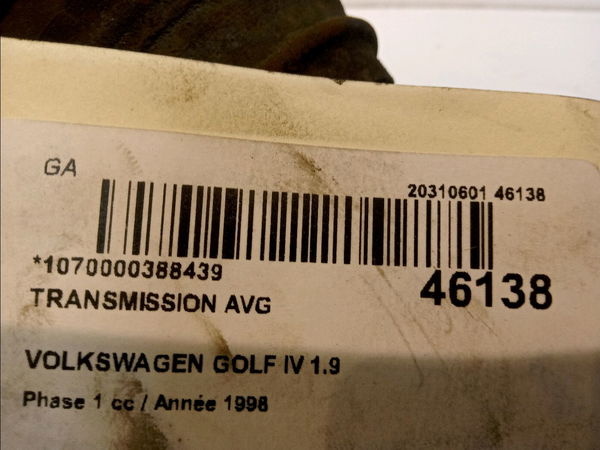 GA
20310601 46138
*1070000388439
46138
TRANSMISSION AVG
VOLKSWAGEN GOLF IV 1.9
Phase 1 cc / Année 1998